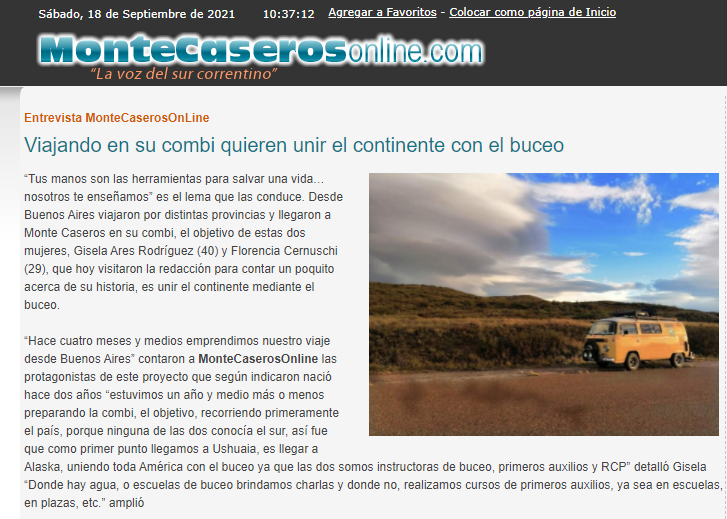 Sábado, 18 de Septiembre de 2021 10:37:12 Agregar a Favoritos - Colocar como página de Inicio
MonteCaserosonline.com
“La voz del sur correntino”
Entrevista MonteCaserosOnLine
Viajando en su combi quieren unir el continente con el buceo
“Tus manos son las herramientas para salvar una vida…
nosotros te enseñamos” es el lema que las conduce. Desde
Buenos Aires viajaron por distintas provincias y llegaron a
Monte Caseros en su combi, el objetivo de estas dos
mujeres, Gisela Ares Rodríguez (40) y Florencia Cernuschi
(29), que hoy visitaron la redacción para contar un poquito
acerca de su historia, es unir el continente mediante el
buceo.
“Hace cuatro meses y medios emprendimos nuestro viaje
desde Buenos Aires” contaron a MonteCaserosOnline las
protagonistas de este proyecto que según indicaron nació
hace dos años “estuvimos un año y medio más o menos
preparando la combi, el objetivo, recorriendo primeramente
el país, porque ninguna de las dos conocía el sur, así fue
que como primer punto llegamos a Ushuaia, es llegar a
Alaska, uniendo toda América con el buceo ya que las dos somos instructoras de buceo, primeros auxilios y RCP” detalló Gisela
“Donde hay agua, o escuelas de buceo brindamos charlas y donde no, realizamos cursos de primeros auxilios, ya sea en escuelas,
en plazas, etc.” amplió